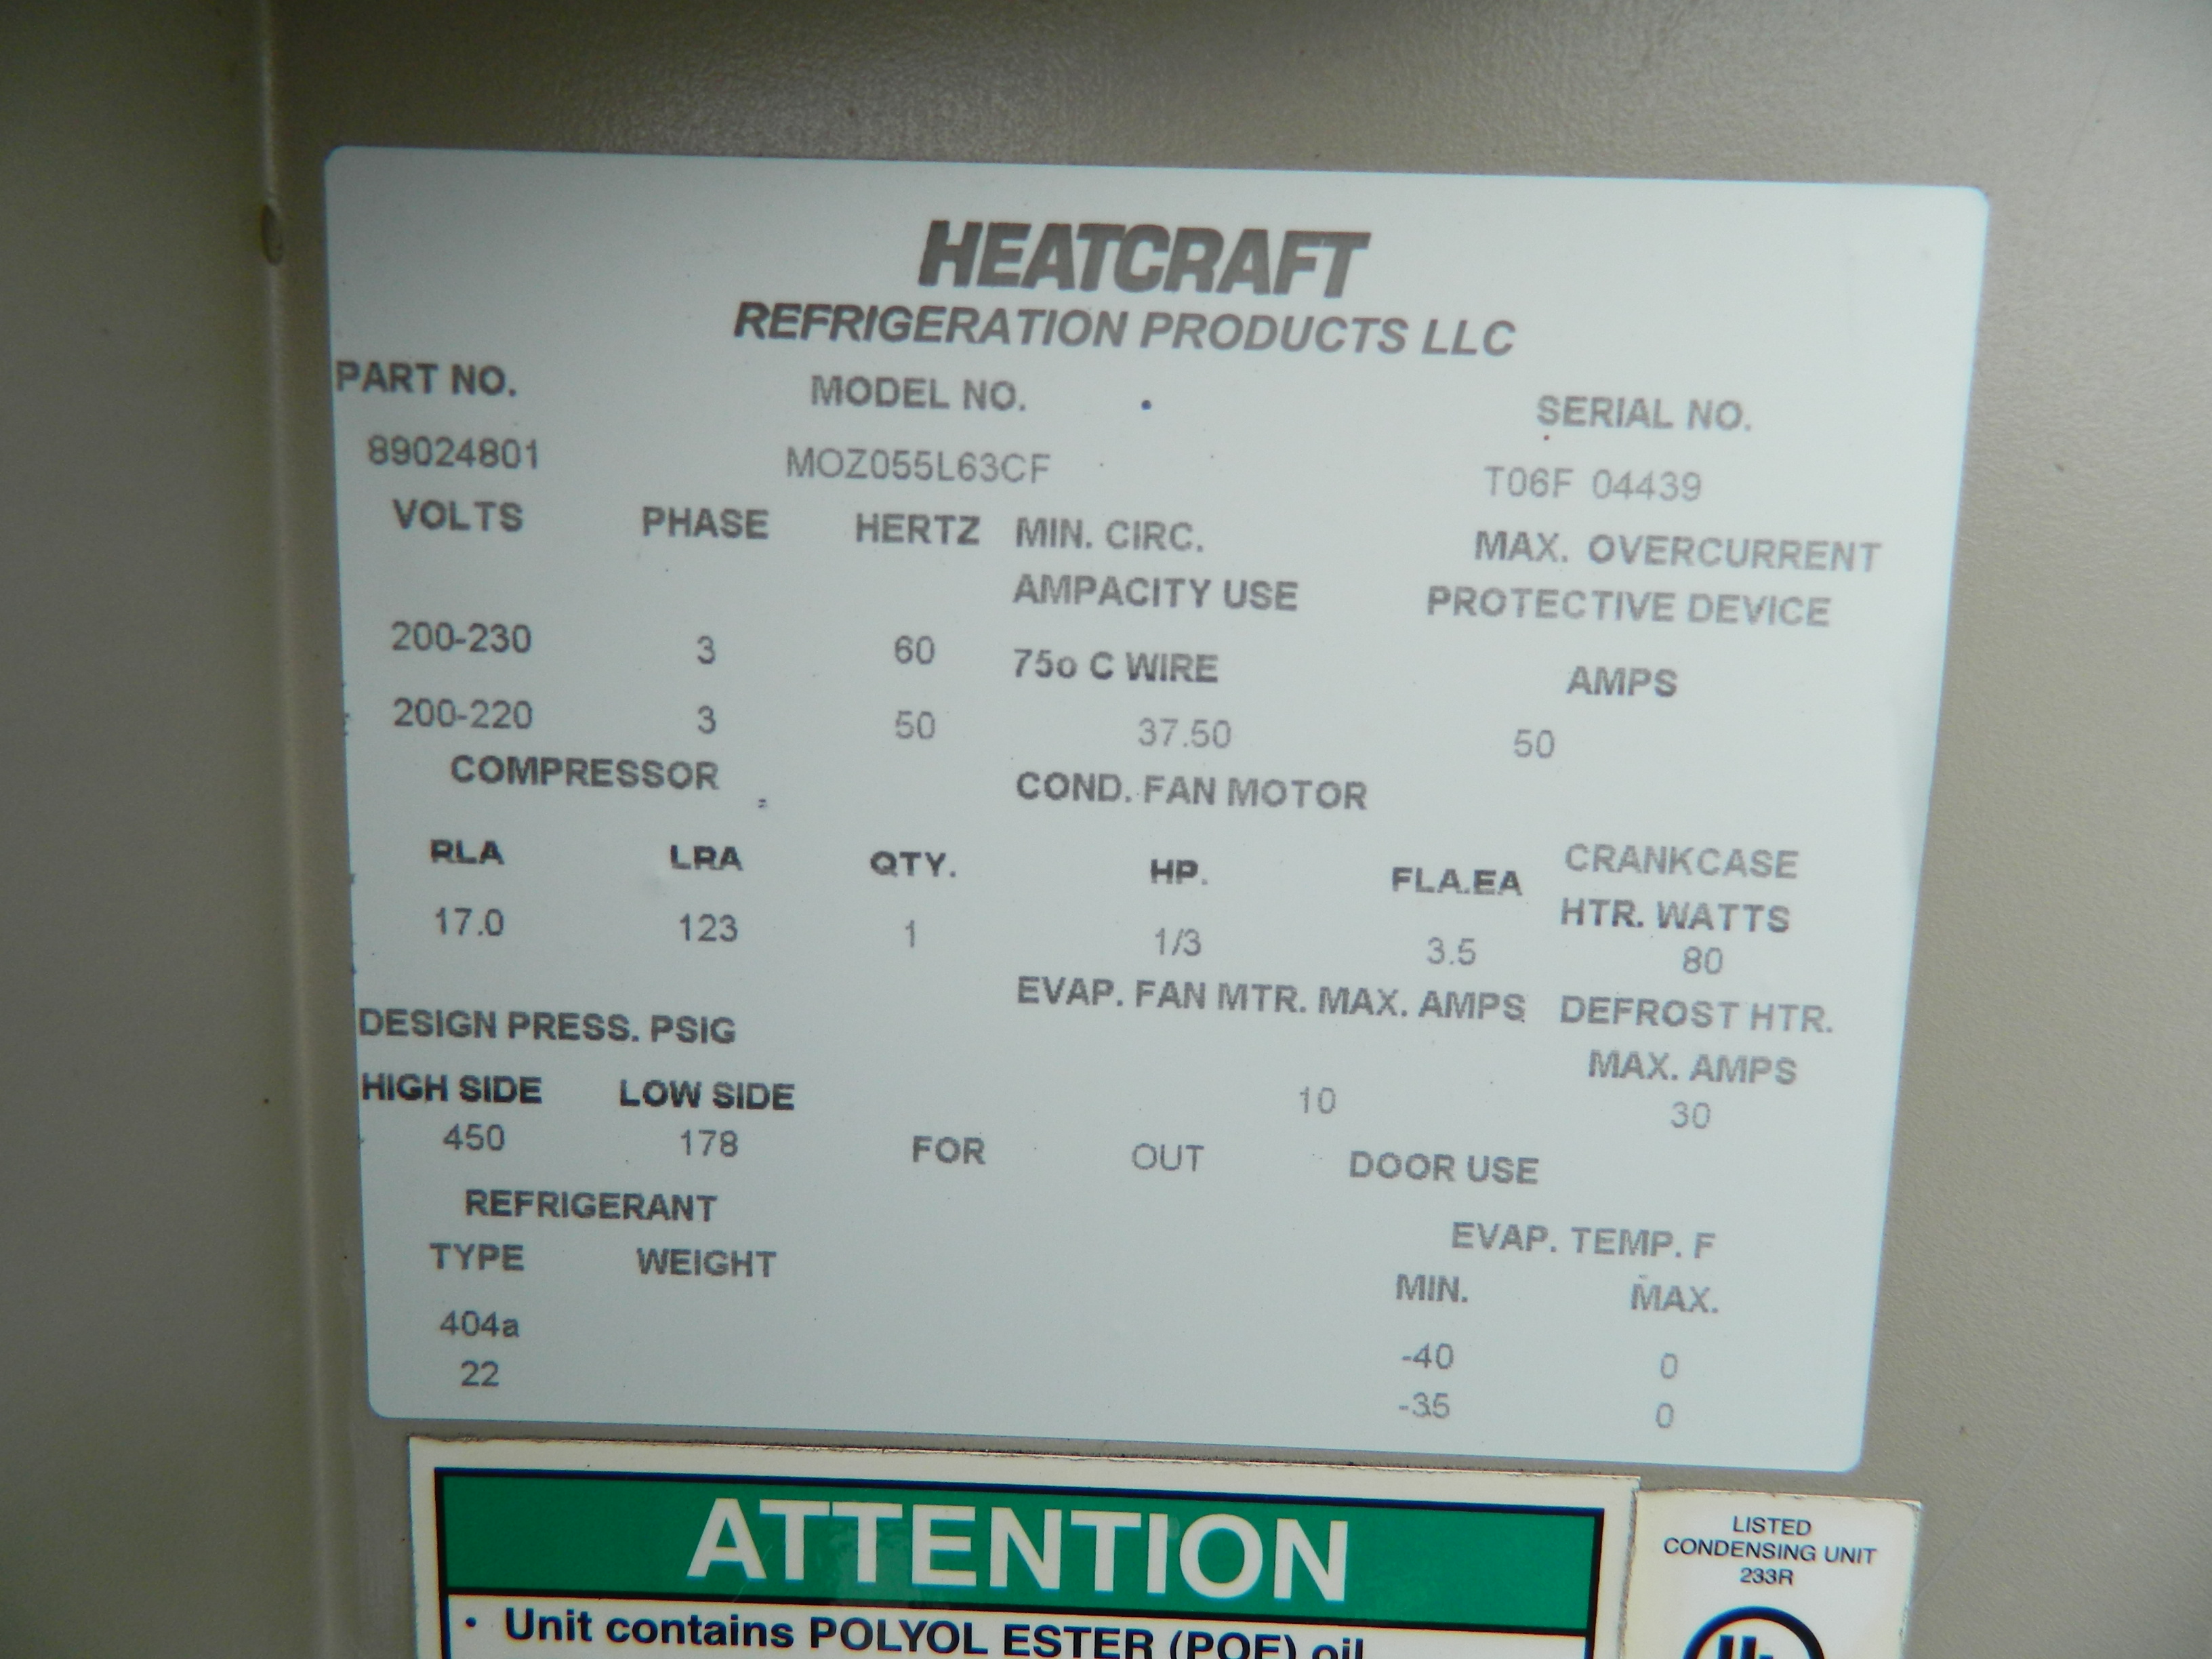 HEATCRAFT
REFRIGERATION PRODUCTS LLC
PART NO. MODEL NO. SERIAL NO.
89024801 MOZ055L63CF T06F 04439
VOLTS PHASE HERTZ MIN. CIRC. MAX. OVERCURRENT
AMPACITY USE PROTECTIVE DEVICE
200-230 3 60 75o C WIRE AMPS
200-220 3 50 37.50 50
COMPRESSOR COND. FAN MOTOR
RLA LRA QTY. HP. FLA.EA CRANKCASE
HTR. WATTS
17.0 123 1 1/3 3.5 80
EVAP. FAN MTR. MAX. AMPS DEFROST HTR.
DESIGN PRESS. PSIG MAX. AMPS
HIGH SIDE LOW SIDE 10 30
450 178 FOR OUT DOOR USE
REFRIGERANT EVAP. TEMP. F
TYPE WEIGHT MIN. MAX.
404a -40 0
22 -35 0
ATTENTION
• Unit contains POLYOL ESTER (POE) oil
LISTED
CONDENSING UNIT
233R
UL